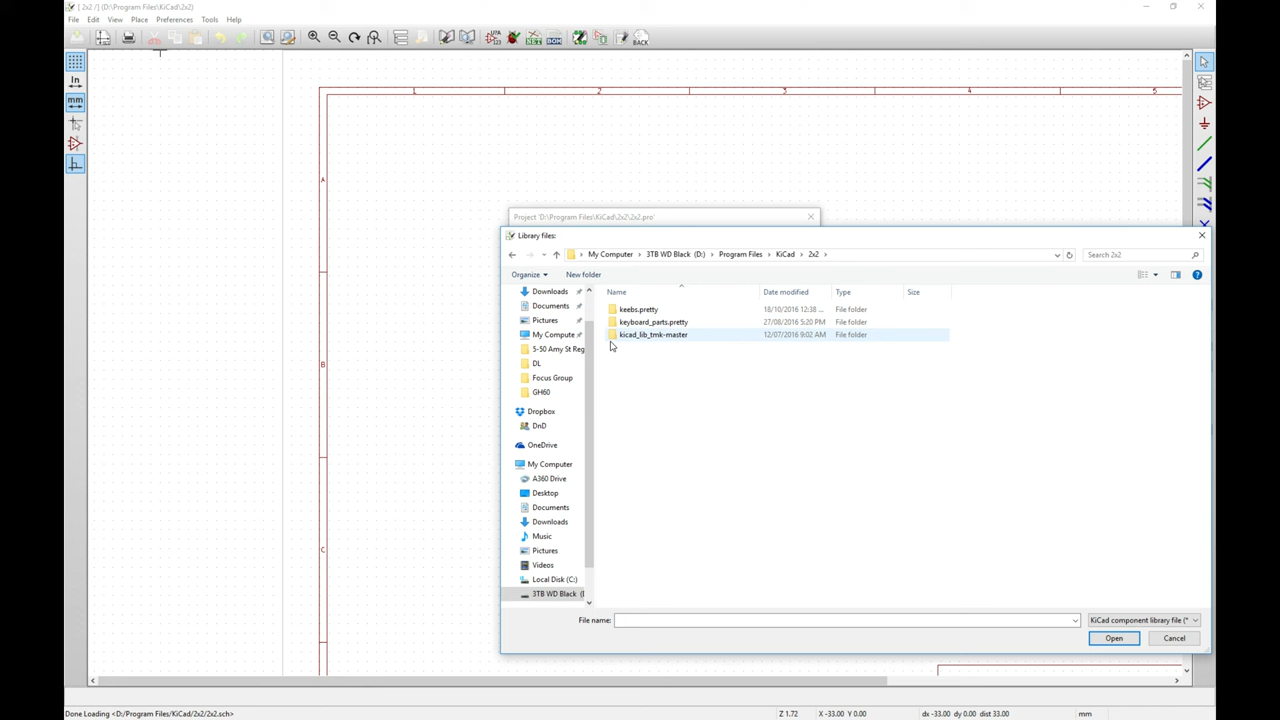 [ 2x2 /] (D:\Program Files\KiCad\2x2)
File Edit View Place Preferences Tools Help
In
mm
U?A
123
NET
BOM
BACK
1 2 3 4 5
A
B
C
Project 'D:\Program Files\KiCad\2x2\2x2.pro'
Library files:
My Computer › 3TB WD Black (D:) › Program Files › KiCad › 2x2 ›
Search 2x2
Organize New folder
Name Date modified Type Size
keebs.pretty 18/10/2016 12:38 ... File folder
keyboard_parts.pretty 27/08/2016 5:20 PM File folder
kicad_lib_tmk-master 12/07/2016 9:02 AM File folder
Downloads
Documents
Pictures
My Compute
5-50 Amy St Reg
DL
Focus Group
GH60
Dropbox
DnD
OneDrive
My Computer
A360 Drive
Desktop
Documents
Downloads
Music
Pictures
Videos
Local Disk (C:)
3TB WD Black (
File name:
KiCad component library file (*
Open Cancel
Done Loading <D:/Program Files/KiCad/2x2/2x2.sch>
Z 1.72 X -33.00 Y 0.00 dx -33.00 dy 0.00 dist 33.00 mm